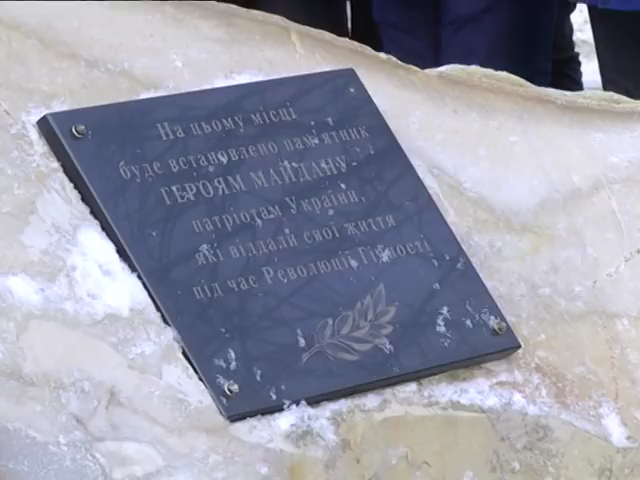 На цьому місці
буде встановлено пам'ятник
ГЕРОЯМ МАЙДАНУ-
патріотам України,
які віддали свої життя
під час Революції Гідності